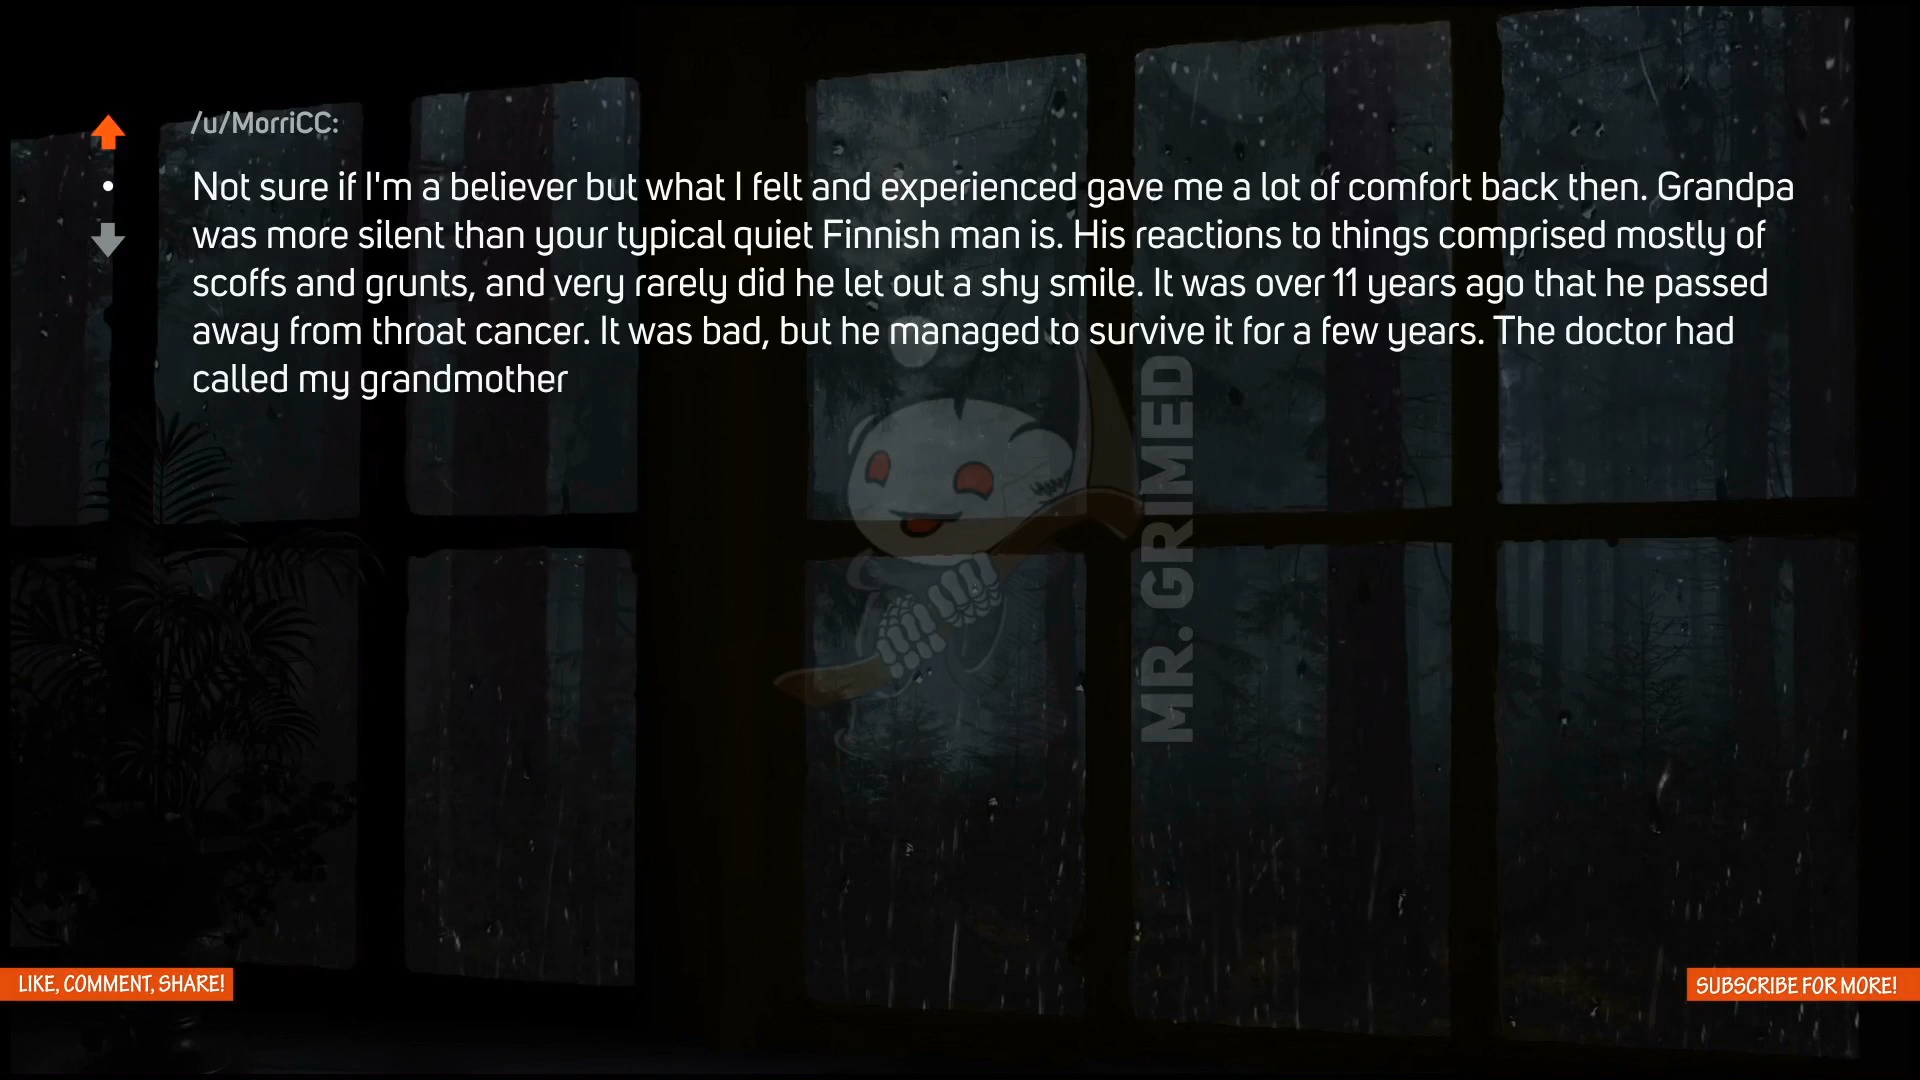 /u/MorriCC:
Not sure if I'm a believer but what I felt and experienced gave me a lot of comfort back then. Grandpa
was more silent than your typical quiet Finnish man is. His reactions to things comprised mostly of
scoffs and grunts, and very rarely did he let out a shy smile. It was over 11 years ago that he passed
away from throat cancer. It was bad, but he managed to survive it for a few years. The doctor had
called my grandmother
MR. GRIMED
LIKE, COMMENT, SHARE!
SUBSCRIBE FOR MORE!